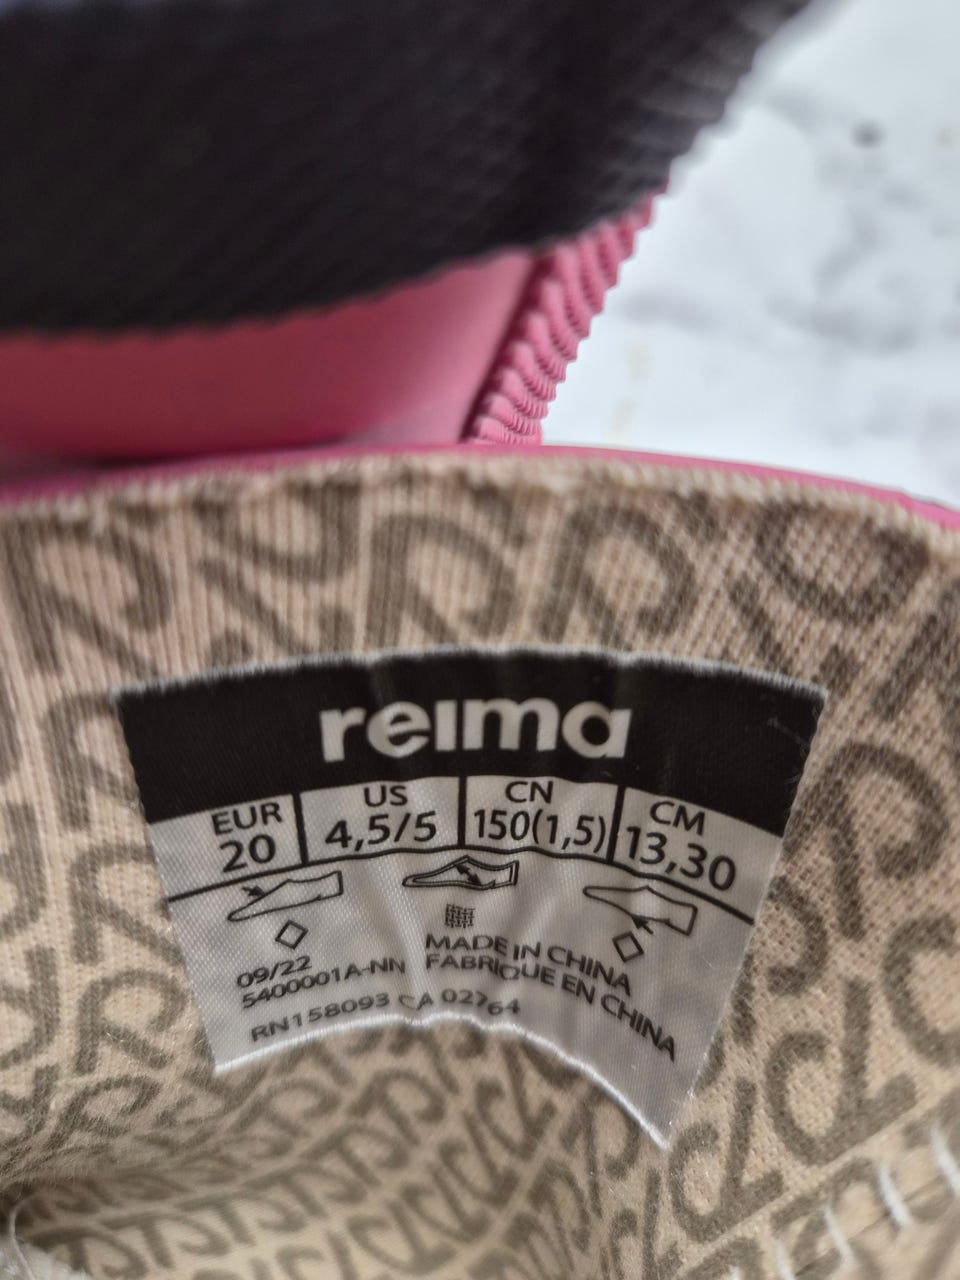 reima
EUR US CN CM
20 4,5/5 150(1,5) 13,30
09/22 MADE IN CHINA
5400001A-NN FABRIQUE EN CHINA
RN158093 CA 02764